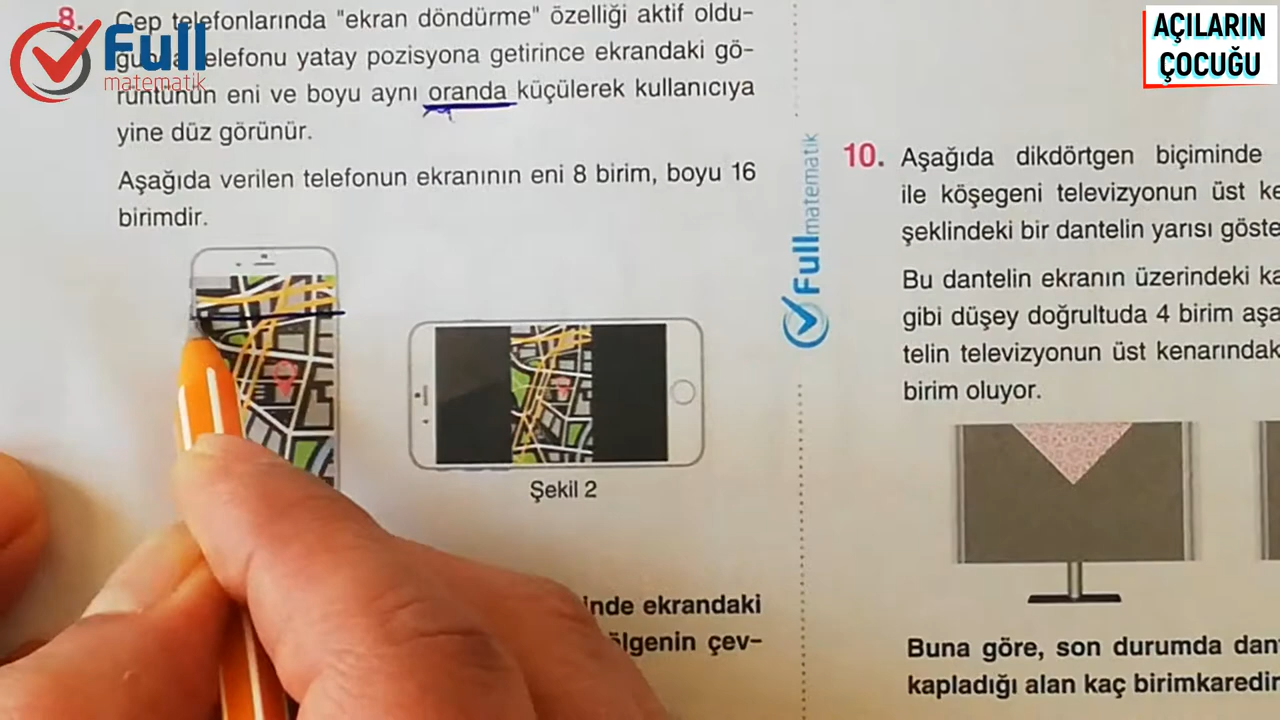 8. Cep telefonlarında "ekran döndürme" özelliği aktif oldu-
telefonu yatay pozisyona getirince ekrandaki gö-
rüntünün eni ve boyu aynı oranda küçülerek kullanıcıya
yine düz görünür.
Aşağıda verilen telefonun ekranının eni 8 birim, boyu 16
birimdir.
Şekil 2
inde ekrandaki
ölgenin çev-
Full
matematik
Fullmatematik
AÇILARIN
ÇOCUĞU
10. Aşağıda dikdörtgen biçiminde
ile köşegeni televizyonun üst ke
şeklindeki bir dantelin yarısı göste
Bu dantelin ekranın üzerindeki ka
gibi düşey doğrultuda 4 birim aşa
telin televizyonun üst kenarındak
birim oluyor.
Buna göre, son durumda dan
kapladığı alan kaç birimkaredir